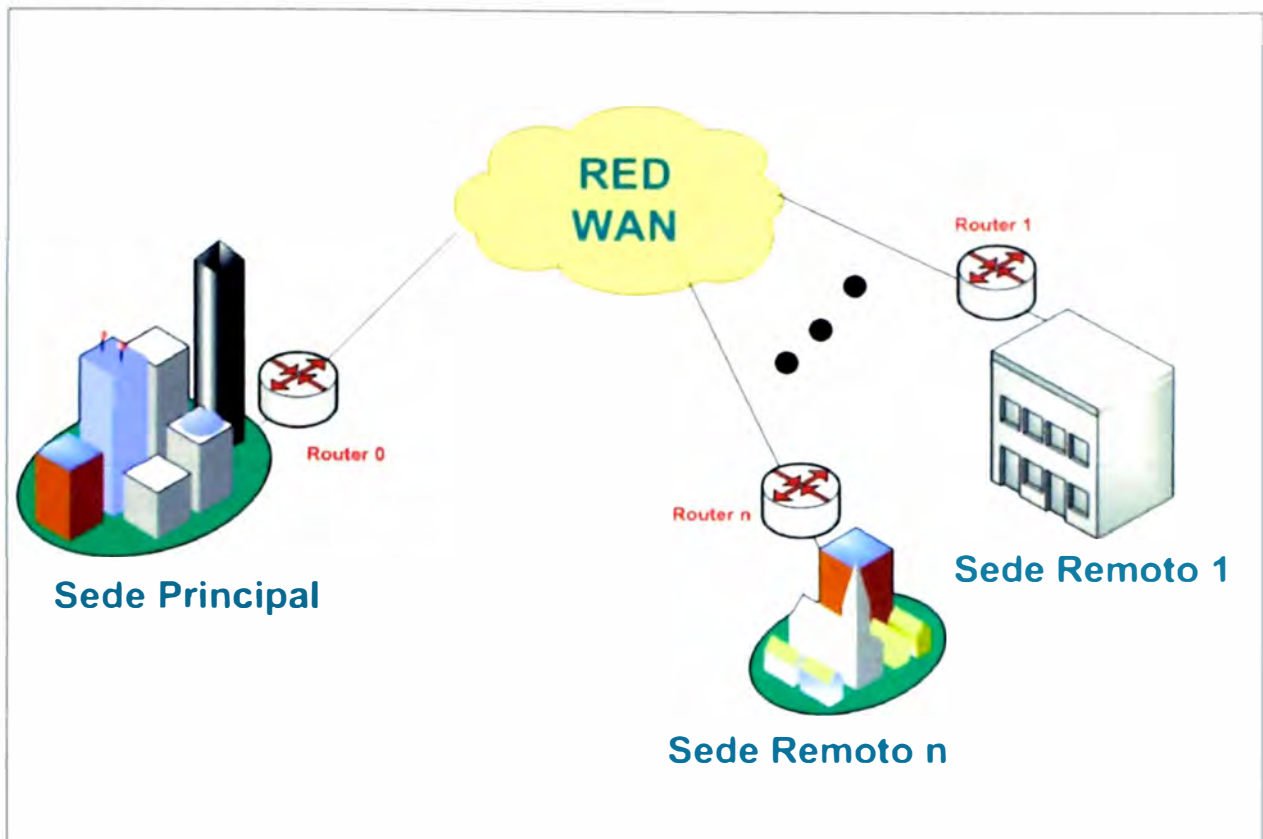 RED
WAN
Router 1
Router 0
Router n
Sede Remoto 1
Sede Principal
Sede Remoto n